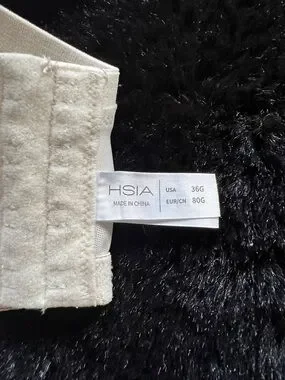 HSIA
MADE IN CHINA
USA 36G
EUR/CN 80G